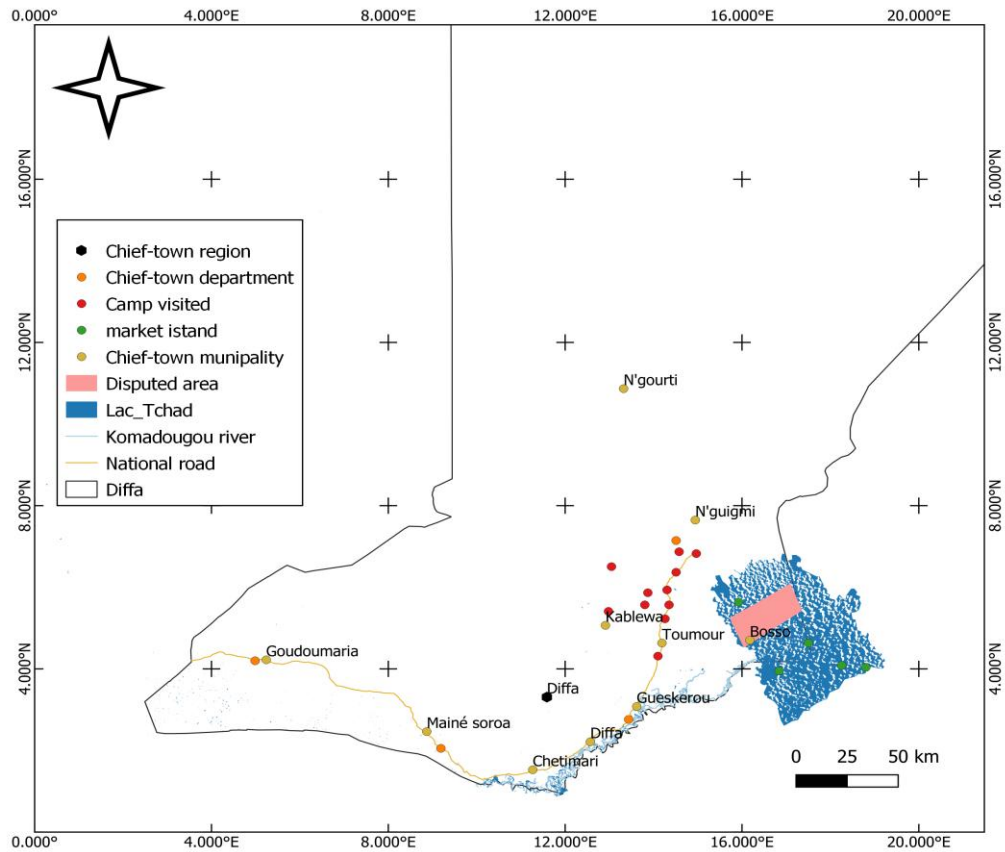 0.000° 4.000°E 8.000°E 12.000°E 16.000°E 20.000°E
16.000°N 16.000°N
Chief-town region
Chief-town department
Camp visited
market istand
Chief-town munipality
Disputed area
Lac_Tchad
Komadougou river
National road
Diffa
12.000°N 12.000°N
N'gourti
8.000°N 8.000°N
N'guigmi
Kablewa
Toumour
Bosso
4.000°N 4.000°N
Goudoumaria
Diffa
Gueskerou
Mainé soroa
Diffa
Chetimari
0 25 50 km
0.000° 4.000°E 8.000°E 12.000°E 16.000°E 20.000°E